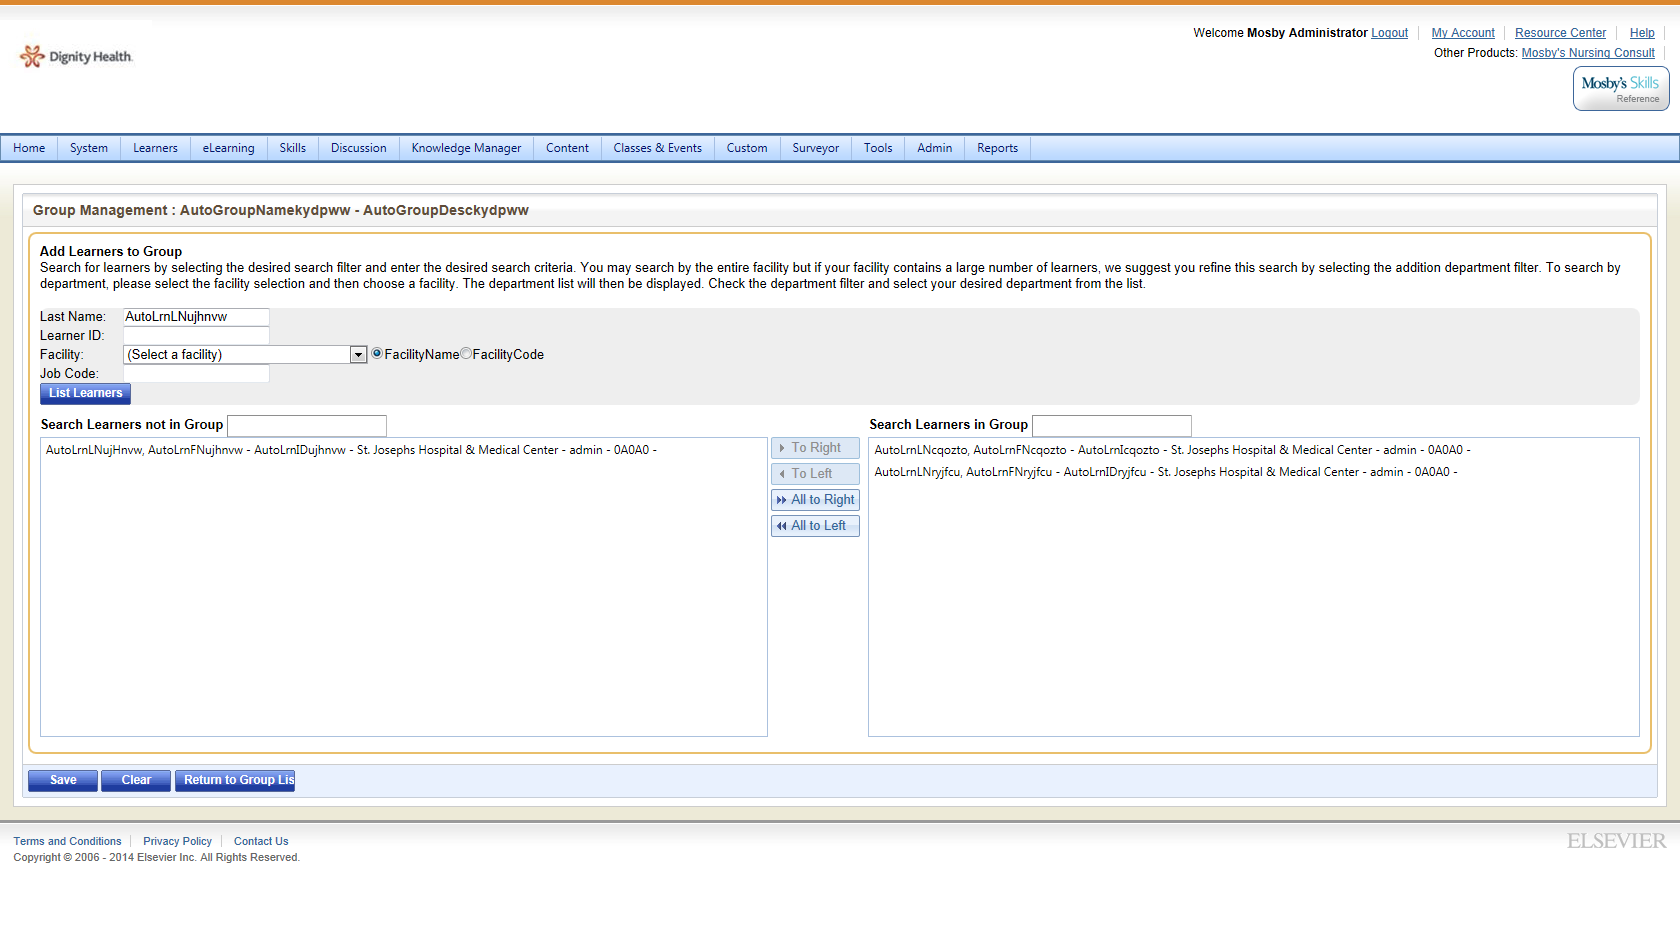 Welcome Mosby Administrator Logout My Account Resource Center Help
Other Products: Mosby's Nursing Consult
Dignity Health.
Mosby's Skills
Reference
Home System Learners eLearning Skills Discussion Knowledge Manager Content Classes & Events Custom Surveyor Tools Admin Reports
Group Management : AutoGroupNamekydpww - AutoGroupDesckydpww
Add Learners to Group
Search for learners by selecting the desired search filter and enter the desired search criteria. You may search by the entire facility but if your facility contains a large number of learners, we suggest you refine this search by selecting the addition department filter. To search by
department, please select the facility selection and then choose a facility. The department list will then be displayed. Check the department filter and select your desired department from the list.
Last Name: AutoLrnLNujhnvw
Learner ID:
Facility: (Select a facility) FacilityName FacilityCode
Job Code:
List Learners
Search Learners not in Group
AutoLrnLNujHnvw, AutoLrnFNujhnvw - AutoLrnIDujhnvw - St. Josephs Hospital & Medical Center - admin - 0A0A0 -
To Right
To Left
All to Right
All to Left
Search Learners in Group
AutoLrnLNcqozto, AutoLrnFNcqozto - AutoLrnIcqozto - St. Josephs Hospital & Medical Center - admin - 0A0A0 -
AutoLrnLNryjfcu, AutoLrnFNryjfcu - AutoLrnIDryjfcu - St. Josephs Hospital & Medical Center - admin - 0A0A0 -
Save Clear Return to Group Lis
Terms and Conditions Privacy Policy Contact Us
Copyright © 2006 - 2014 Elsevier Inc. All Rights Reserved.
ELSEVIER